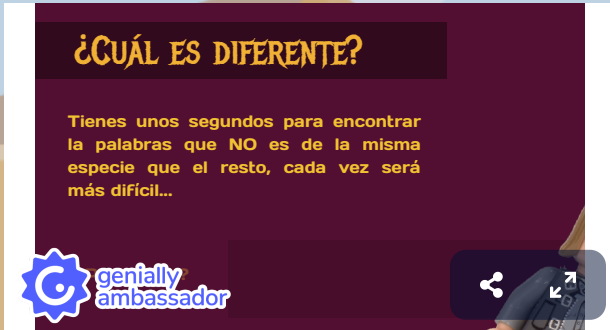 ¿CUÁL ES DIFERENTE?
Tienes unos segundos para encontrar
la palabras que NO es de la misma
especie que el resto, cada vez será
más difícil...
genially
ambassador